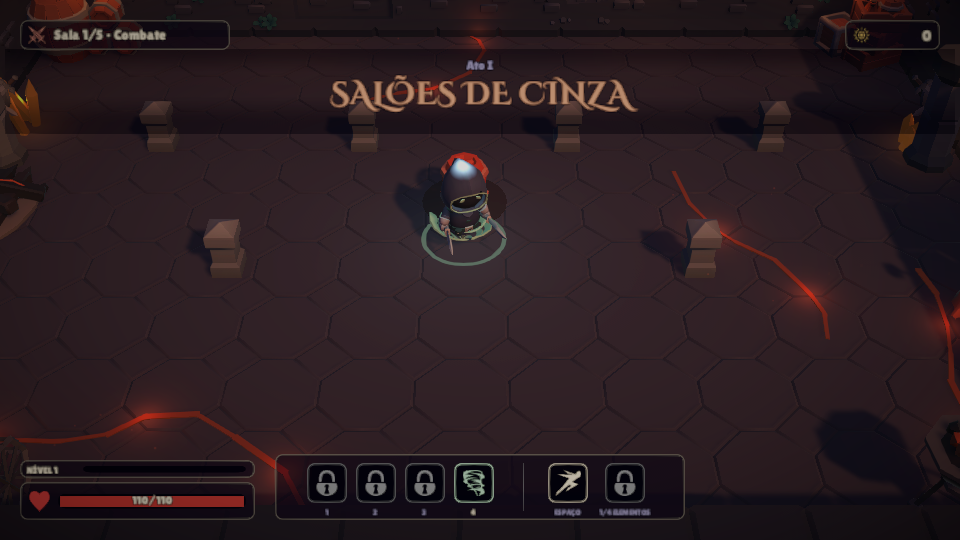 Sala 1/5 - Combate
0
Ato I
SALÕES DE CINZA
NÍVEL 1
110/110
1
2
3
4
ESPAÇO
1/4 ELEMENTOS